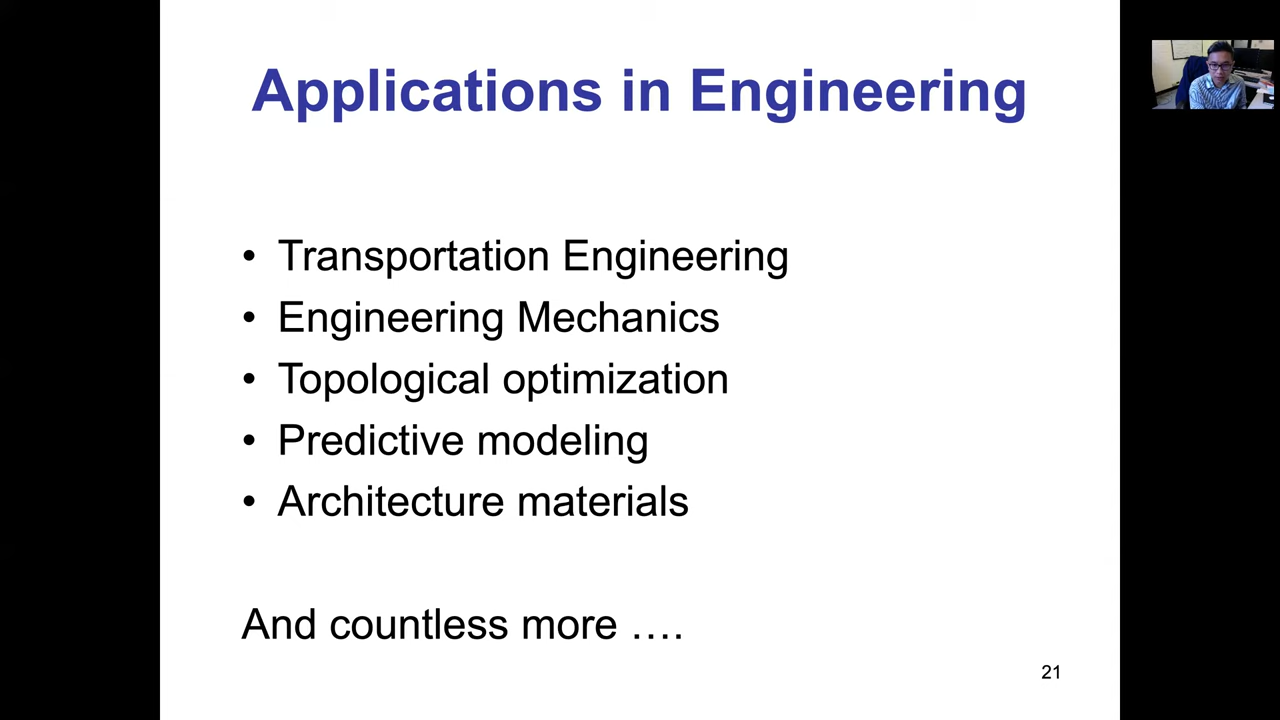 Applications in Engineering
• Transportation Engineering
• Engineering Mechanics
• Topological optimization
• Predictive modeling
• Architecture materials
And countless more ….
21